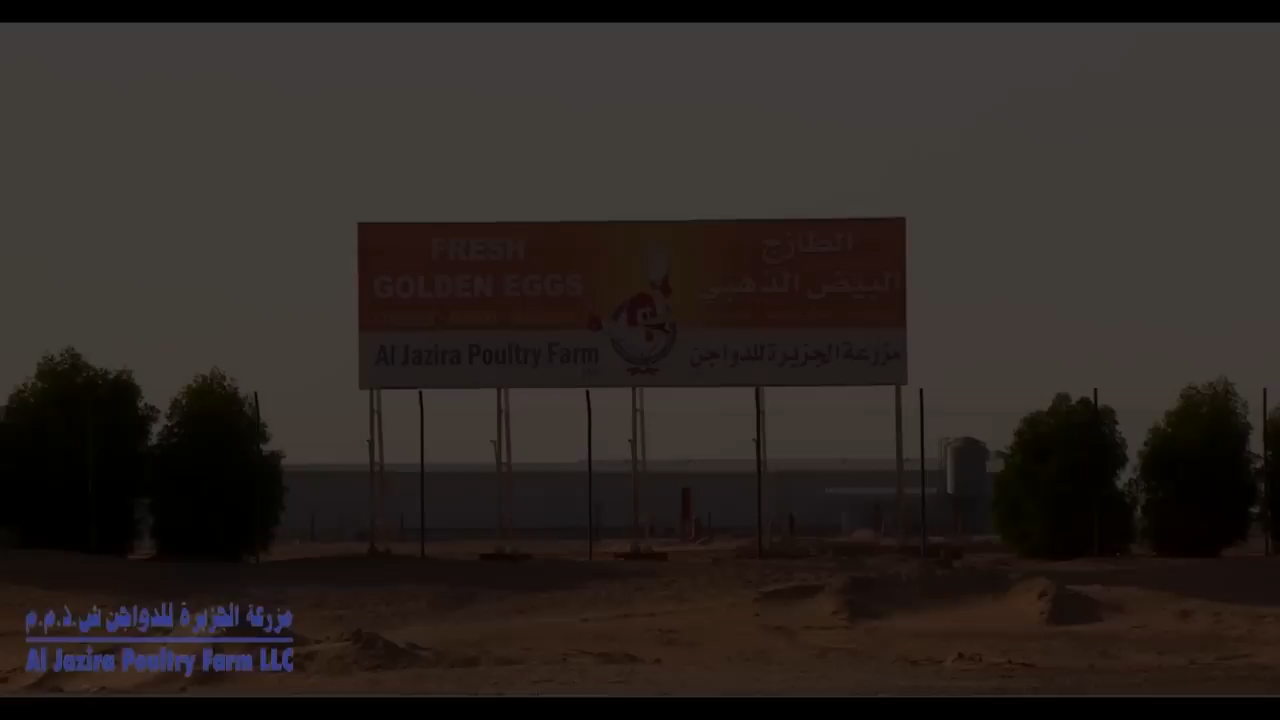 FRESH
GOLDEN EGGS
Al Jazira Poultry Farm
الطازج
البيض الذهبي
مزرعة الجزيرة للدواجن
مزرعة الجزيرة للدواجن ش.ذ.م.م
Al Jazira Poultry Farm LLC